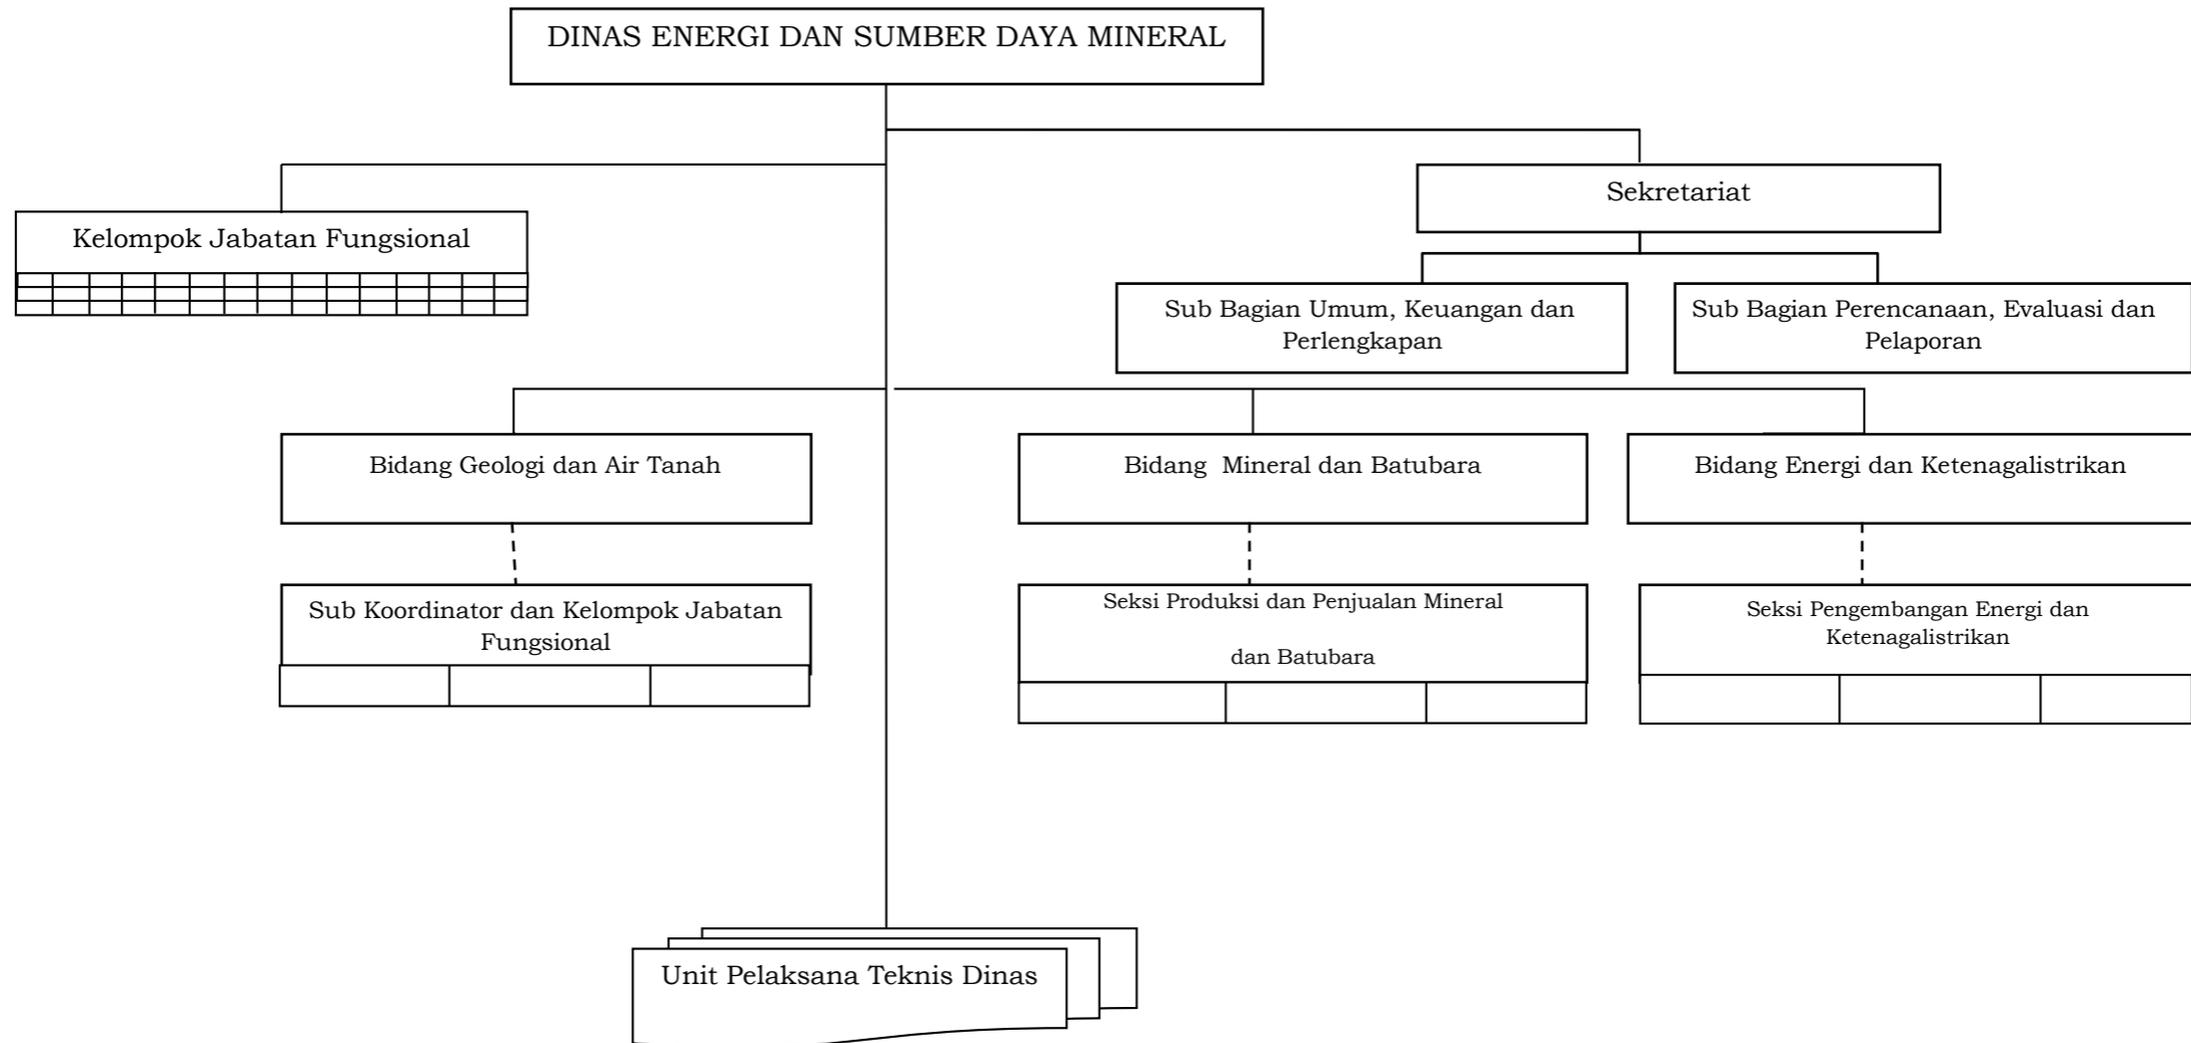 DINAS ENERGI DAN SUMBER DAYA MINERAL
Sekretariat
Kelompok Jabatan Fungsional
Sub Bagian Umum, Keuangan dan
Perlengkapan
Sub Bagian Perencanaan, Evaluasi dan
Pelaporan
Bidang Geologi dan Air Tanah
Bidang  Mineral dan Batubara
Bidang Energi dan Ketenagalistrikan
Sub Koordinator dan Kelompok Jabatan
Fungsional
Seksi Produksi dan Penjualan Mineral
dan Batubara
Seksi Pengembangan Energi dan
Ketenagalistrikan
Unit Pelaksana Teknis Dinas